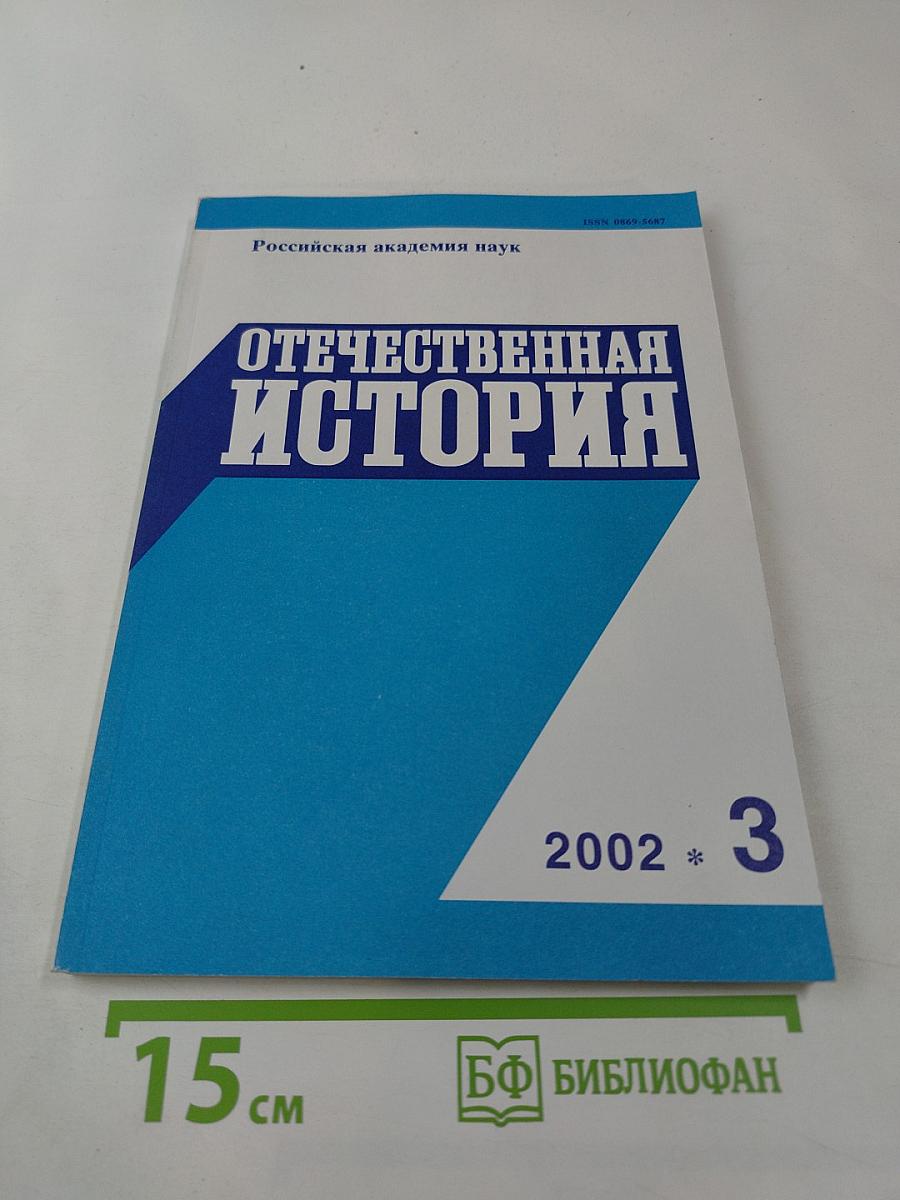 ISSN 0869-5687
Российская академия наук
ОТЕЧЕСТВЕННАЯ
ИСТОРИЯ
2002 * 3
15 см
БФ БИБЛИОФАН